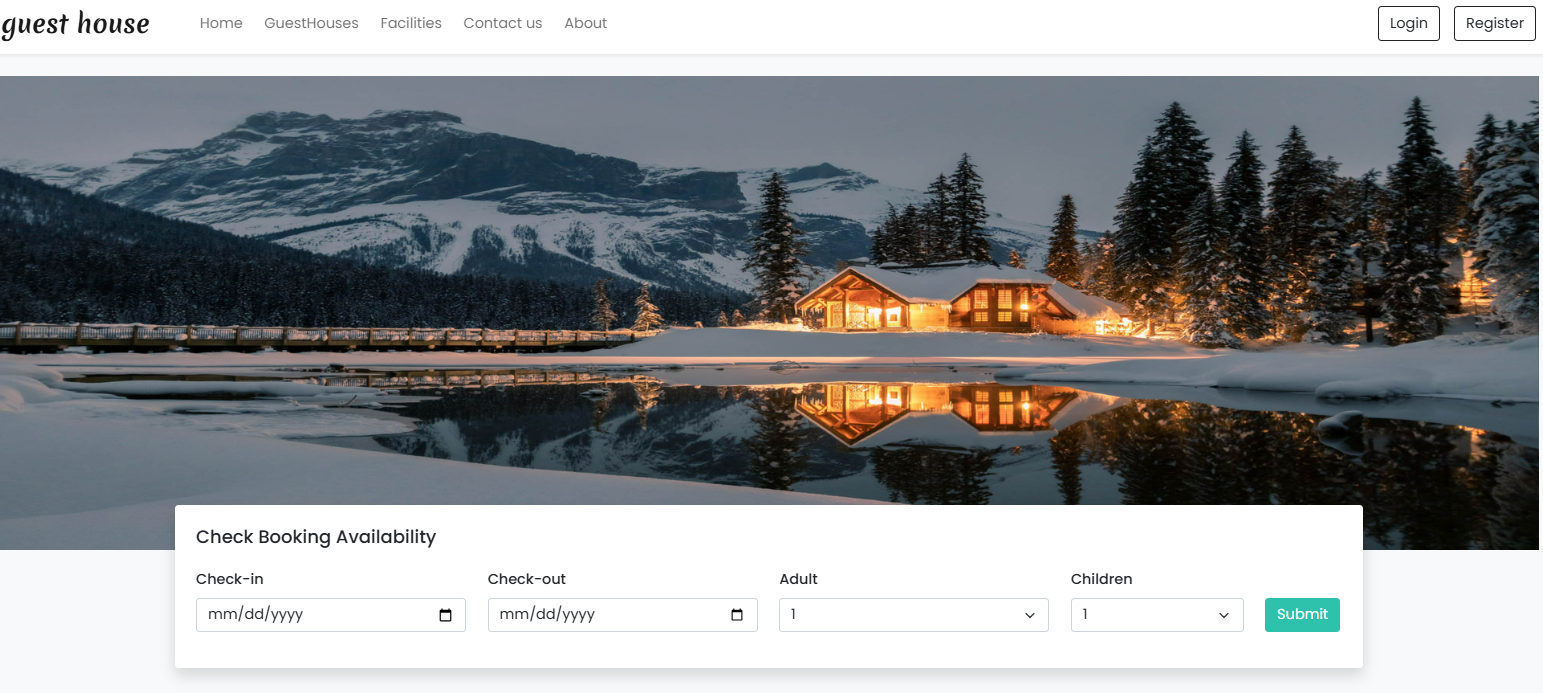 guest house Home GuestHouses Facilities Contact us About Login Register
Check Booking Availability
Check-in Check-out Adult Children
mm/dd/yyyy mm/dd/yyyy 1 1 Submit